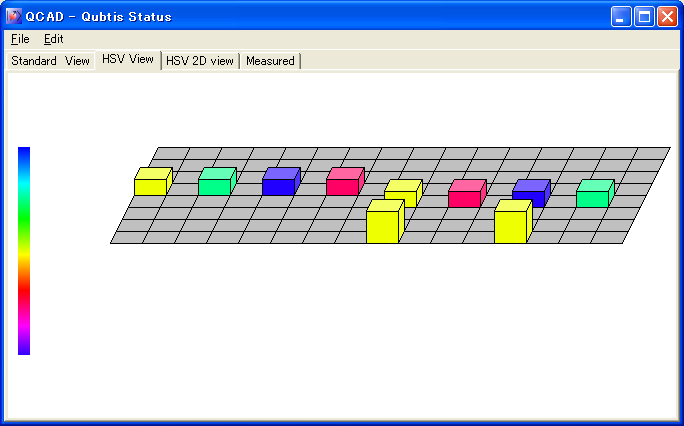 QCAD - Qubtis Status
File Edit
Standard View HSV View HSV 2D view Measured